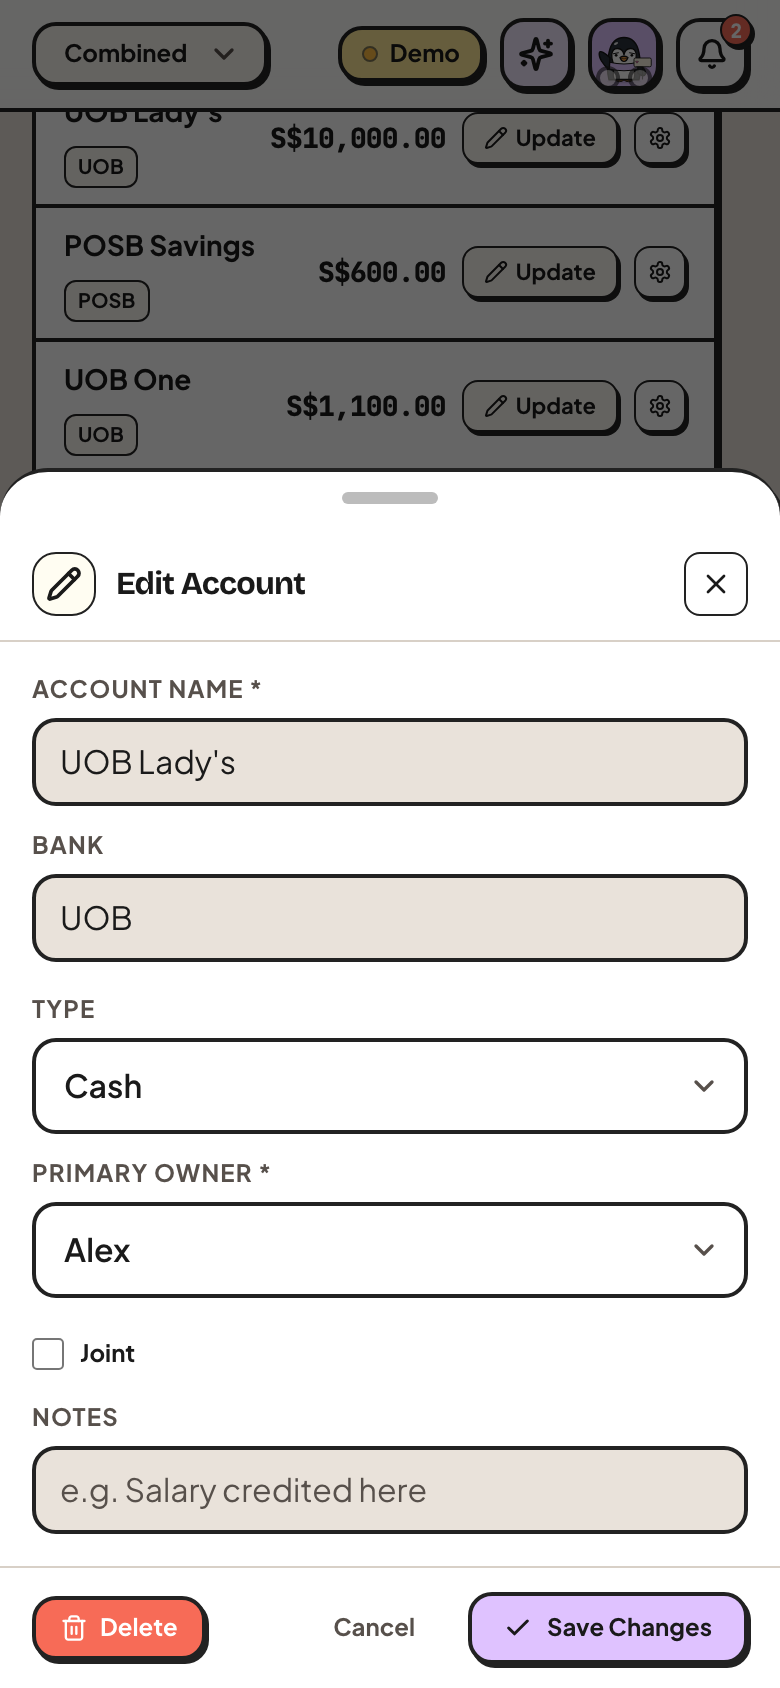 Combined
Demo
2
UOB Lady's
S$10,000.00
Update
UOB
POSB Savings
S$600.00
Update
POSB
UOB One
S$1,100.00
Update
UOB
Edit Account
ACCOUNT NAME *
UOB Lady's
BANK
UOB
TYPE
Cash
PRIMARY OWNER *
Alex
Joint
NOTES
e.g. Salary credited here
Delete
Cancel
Save Changes